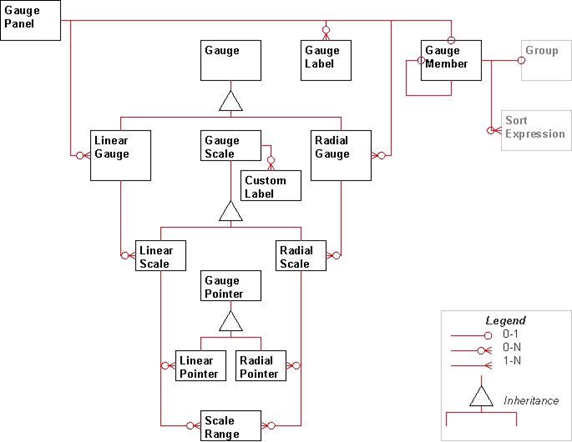 Gauge
Panel
Gauge
Gauge
Label
Gauge
Member
Group
Sort
Expression
Linear
Gauge
Gauge
Scale
Radial
Gauge
Custom
Label
Linear
Scale
Radial
Scale
Gauge
Pointer
Linear
Pointer
Radial
Pointer
Scale
Range
Legend
0-1
0-N
1-N
Inheritance